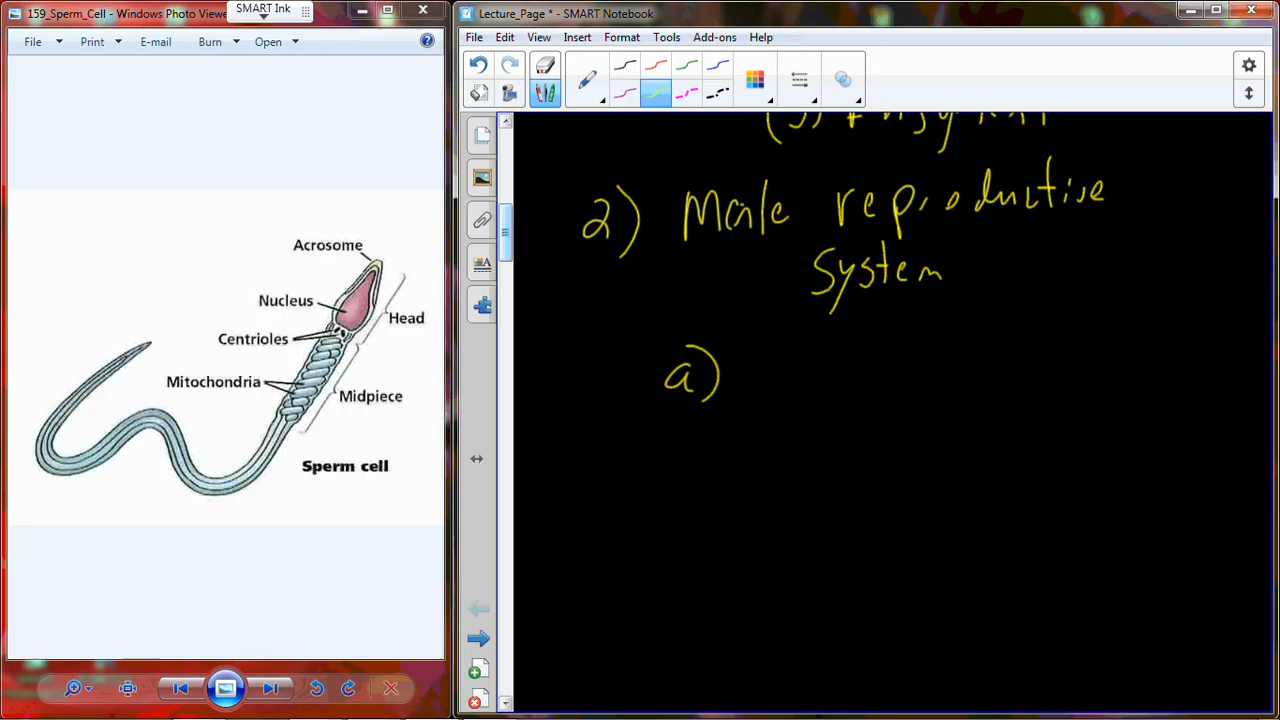 159_Sperm_Cell - Windows Photo Viewe
SMART Ink
File Print E-mail Burn Open
Acrosome
Nucleus
Head
Centrioles
Mitochondria
Midpiece
Sperm cell
Lecture_Page * - SMART Notebook
File Edit View Insert Format Tools Add-ons Help
2) Male reproductive
System
a)